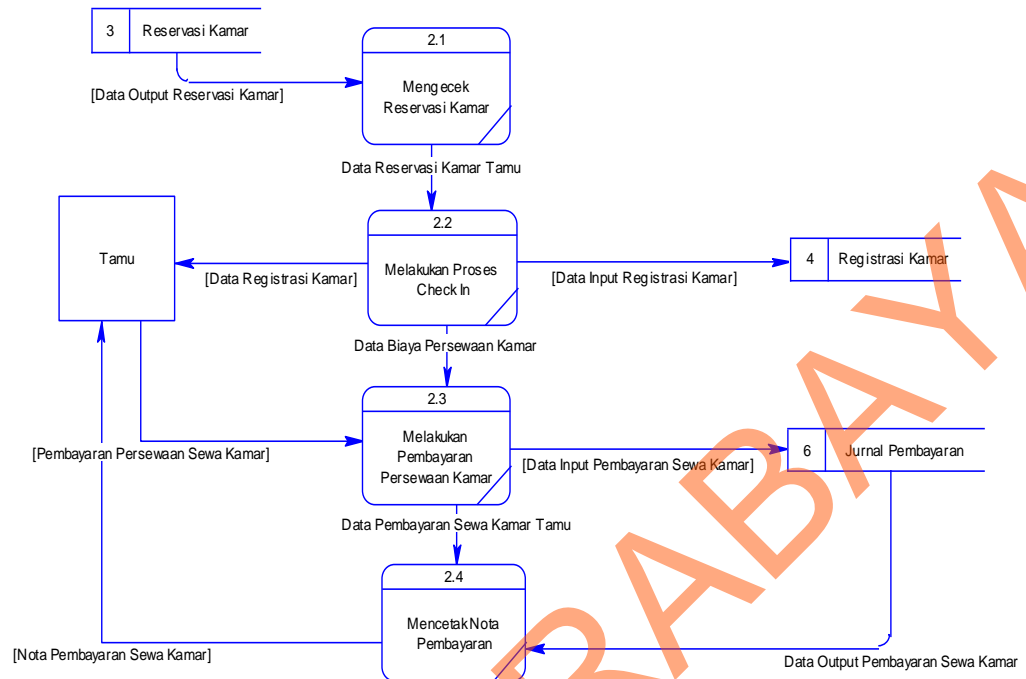 3 Reservasi Kamar
2.1
Mengecek
Reservasi Kamar
[Data Output Reservasi Kamar]
Data Reservasi Kamar Tamu
Tamu
2.2
Melakukan Proses
Check In
[Data Registrasi Kamar]
[Data Input Registrasi Kamar]
4 Registrasi Kamar
Data Biaya Persewaan Kamar
2.3
Melakukan
Pembayaran
Persewaan Kamar
[Pembayaran Persewaan Sewa Kamar]
[Data Input Pembayaran Sewa Kamar]
6 Jurnal Pembayaran
Data Pembayaran Sewa Kamar Tamu
2.4
Mencetak Nota
Pembayaran
[Nota Pembayaran Sewa Kamar]
Data Output Pembayaran Sewa Kamar
RABAYA